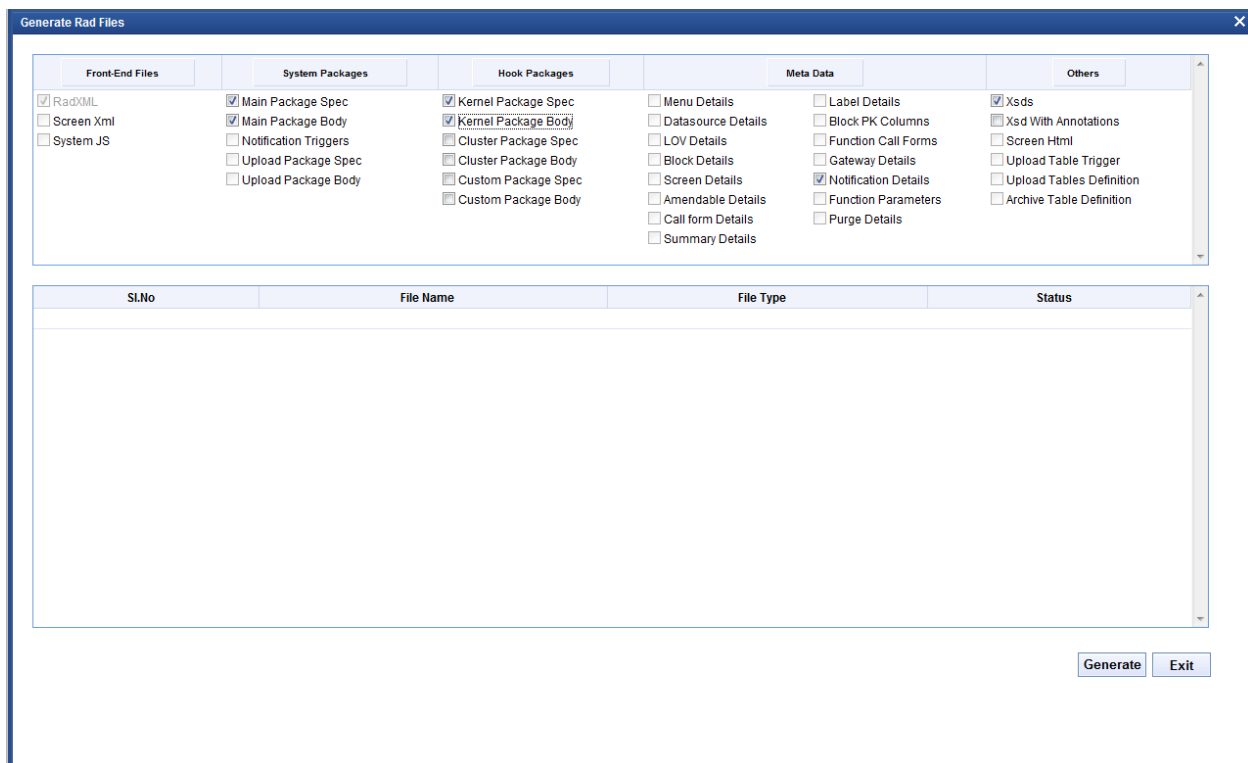 Generate Rad Files
Front-End Files System Packages Hook Packages Meta Data Others
RadXML Main Package Spec Kernel Package Spec Menu Details Label Details Xsds
Screen Xml Main Package Body Kernel Package Body Datasource Details Block PK Columns Xsd With Annotations
System JS Notification Triggers Cluster Package Spec LOV Details Function Call Forms Screen Html
Upload Package Spec Cluster Package Body Block Details Gateway Details Upload Table Trigger
Upload Package Body Custom Package Spec Screen Details Notification Details Upload Tables Definition
Custom Package Body Amendable Details Function Parameters Archive Table Definition
Call form Details Purge Details
Summary Details
Sl.No File Name File Type Status
Generate Exit